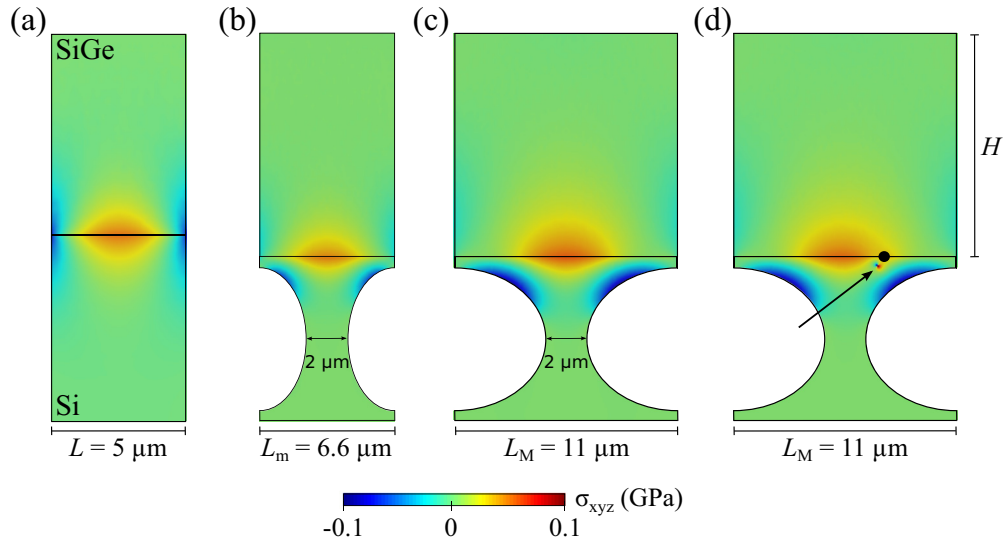 (a)
(b)
(c)
(d)
SiGe
Si
H
2 μm
2 μm
L = 5 μm
Lm = 6.6 μm
LM = 11 μm
LM = 11 μm
σxyz (GPa)
-0.1
0
0.1